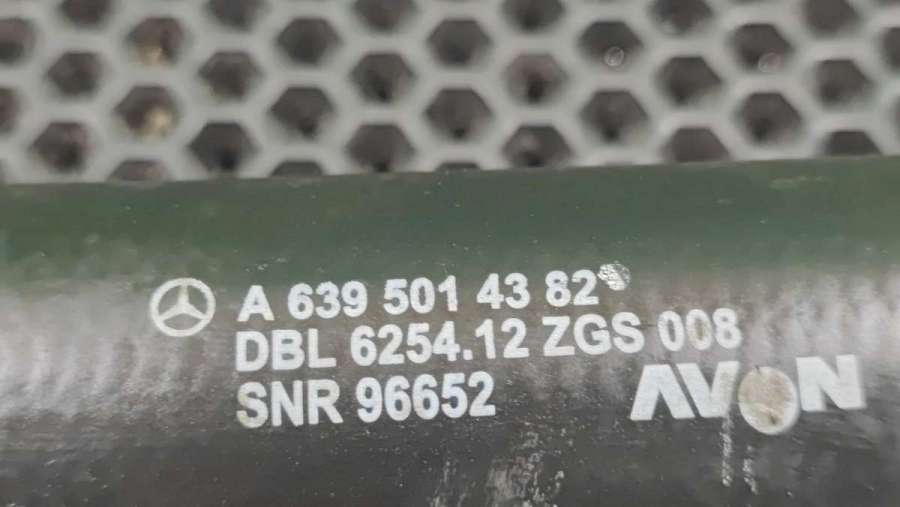 A 639 501 43 82
DBL 6254.12 ZGS 008
SNR 96652
AVON